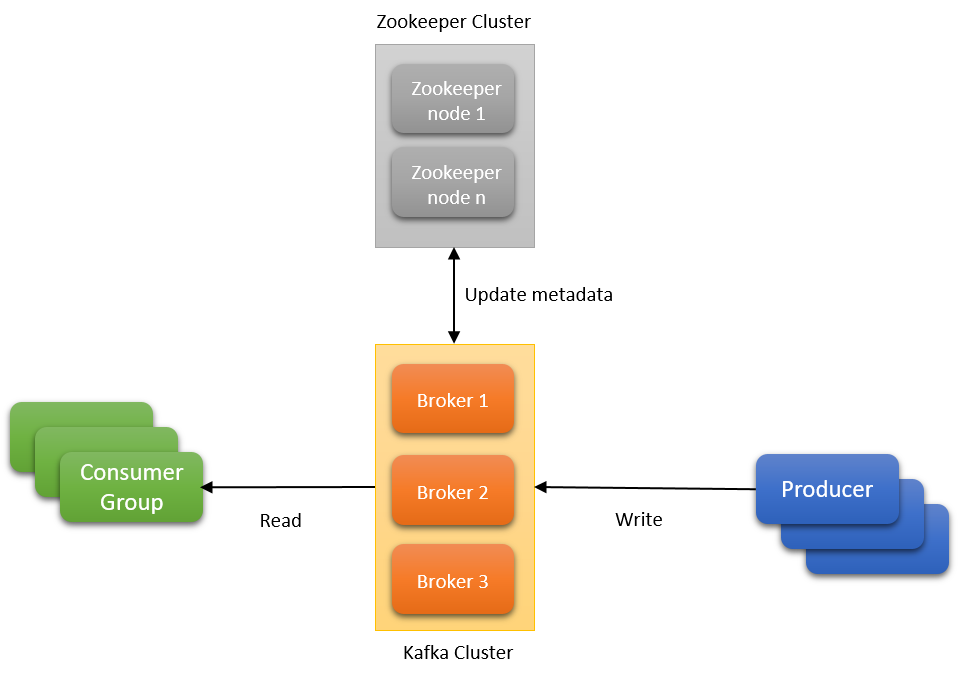 Zookeeper Cluster
Zookeeper
node 1
Zookeeper
node n
Update metadata
Broker 1
Consumer
Group
Broker 2
Producer
Read
Write
Broker 3
Kafka Cluster